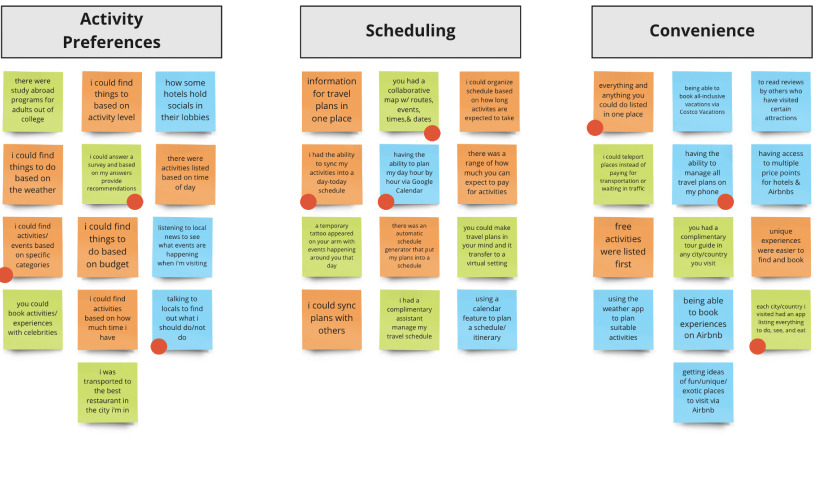 Activity
Preferences
there were
study abroad
programs for
adults out of
college
i could find
things to
based on
activity level
how some
hotels hold
socials in
their lobbies
i could find
things to do
based on
the weather
i could answer a
survey and based
on my answers
provide
recommendations
there were
activities listed
based on time
of day
i could find
activities/
events based
on specific
categories
i could find
things to
do based
on budget
listening to local
news to see
what events are
happening
when i'm visiting
you could
book activities/
experiences
with celebrities
i could find
activities
based on how
much time i
have
talking to
locals to find
out what i
should do/not
do
i was
transported to
the best
restaurant in
the city i'm in
Scheduling
information
for travel
plans in
one place
you had a
collaborative
map w/ routes,
events,
times,& dates
i could organize
schedule based
on how long
activites are
expected to take
i had the ability
to sync my
activities into a
day-today
schedule
having the
ability to plan
my day hour by
hour via Google
Calendar
there was a
range of how
much you can
expect to pay
for activities
a temporary
tattoo appeared
on your arm with
events happening
around you that
day
there was an
automatic
schedule
generator that put
my plans into a
schedule
you could make
travel plans in
your mind and it
transfer to a
virtual setting
i could sync
plans with
others
i had a
complimentary
assistant
manage my
travel schedule
using a
calendar
feature to plan
a schedule/
itinerary
Convenience
everything and
anything you
could do listed
in one place
being able to
book all-inclusive
vacations via
Costco Vacations
to read reviews
by others who
have visited
certain
attractions
i could teleport
places instead of
paying for
transportation or
waiting in traffic
having the
ability to
manage all
travel plans on
my phone
having access
to multiple
price points
for hotels &
Airbnbs
free
activities
were listed
first
you had a
complimentary
tour guide in
any city/country
you visit
unique
experiences
were easier to
find and book
using the
weather app
to plan
suitable
activities
being able
to book
experiences
on Airbnb
each city/country i
visited had an app
listing everything
to do, see, and eat
getting ideas
of fun/unique/
exotic places
to visit via
Airbnb